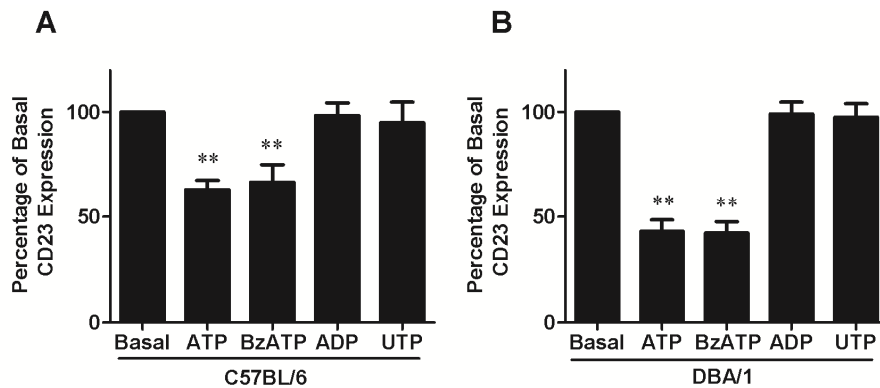 A
Percentage of Basal
CD23 Expression
100
50
0
**
**
Basal ATP BzATP ADP UTP
C57BL/6
B
Percentage of Basal
CD23 Expression
100
50
0
**
**
Basal ATP BzATP ADP UTP
DBA/1